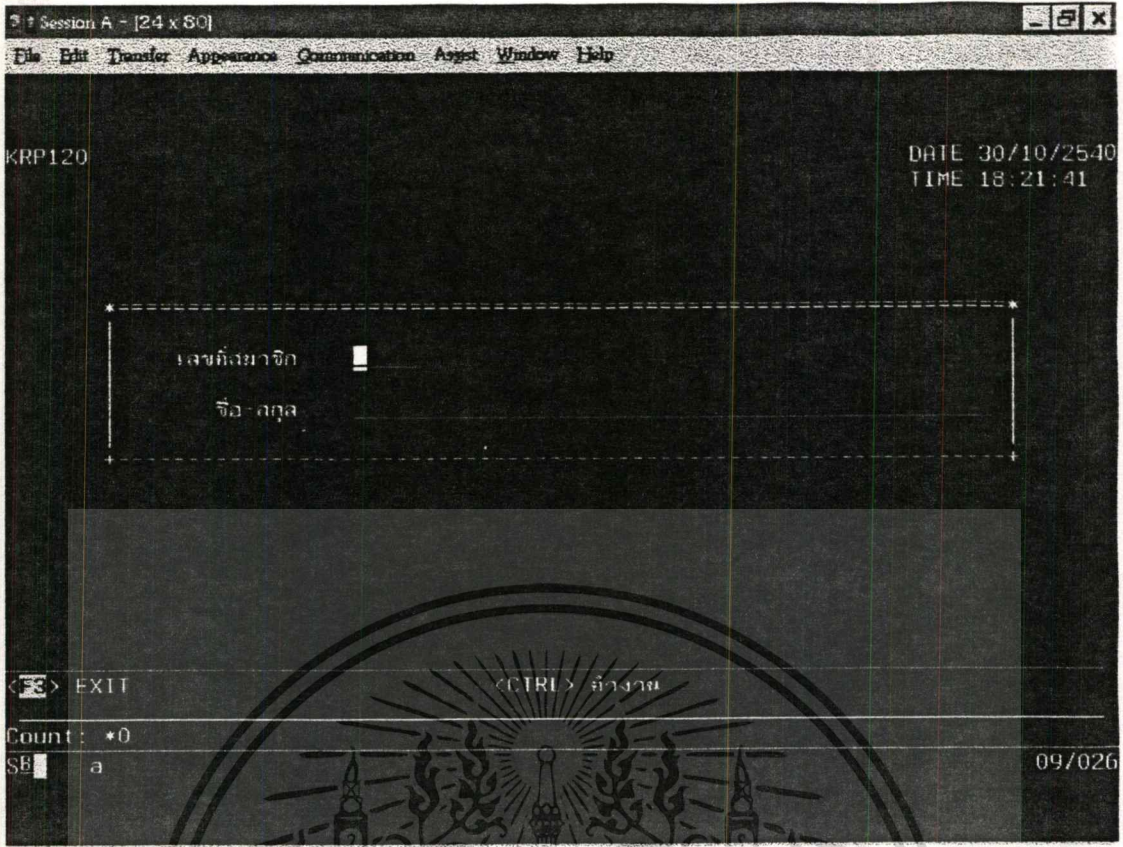 Session A - [24 x 80]
File Edit Transfer Appearance Communication Assist Window Help
KRP120 DATE 30/10/2540
TIME 18:21:41
เลขที่สมาชิก
ชื่อ-สกุล
EXIT <CTRL> ทำงาน
Count: *0
a 09/026